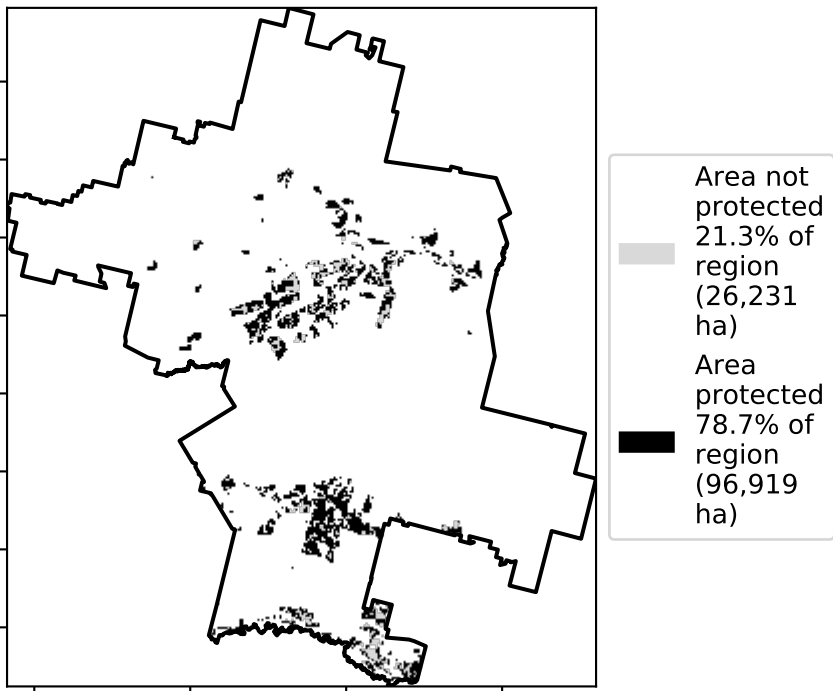 Area not
protected
21.3% of
region
(26,231
ha)
Area
protected
78.7% of
region
(96,919
ha)